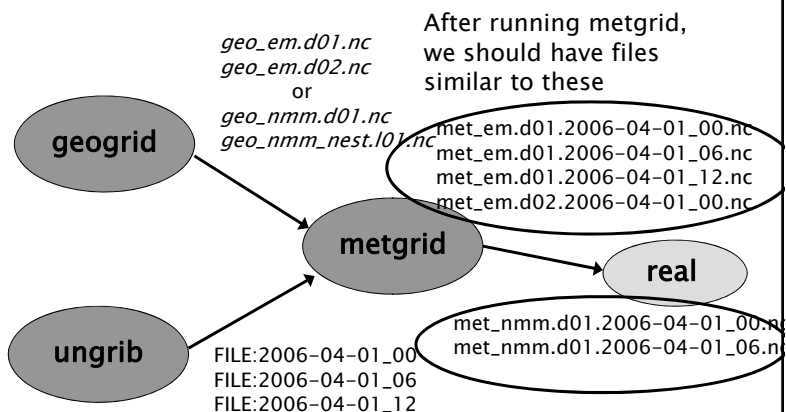 After running metgrid,
we should have files
similar to these
geo_em.d01.nc
geo_em.d02.nc
or
geo_nmm.d01.nc
geo_nmm_nest.l01.nc
met_em.d01.2006-04-01_00.nc
met_em.d01.2006-04-01_06.nc
met_em.d01.2006-04-01_12.nc
met_em.d02.2006-04-01_00.nc
geogrid
metgrid
real
ungrib
met_nmm.d01.2006-04-01_00.nc
met_nmm.d01.2006-04-01_06.nc
FILE:2006-04-01_00
FILE:2006-04-01_06
FILE:2006-04-01_12